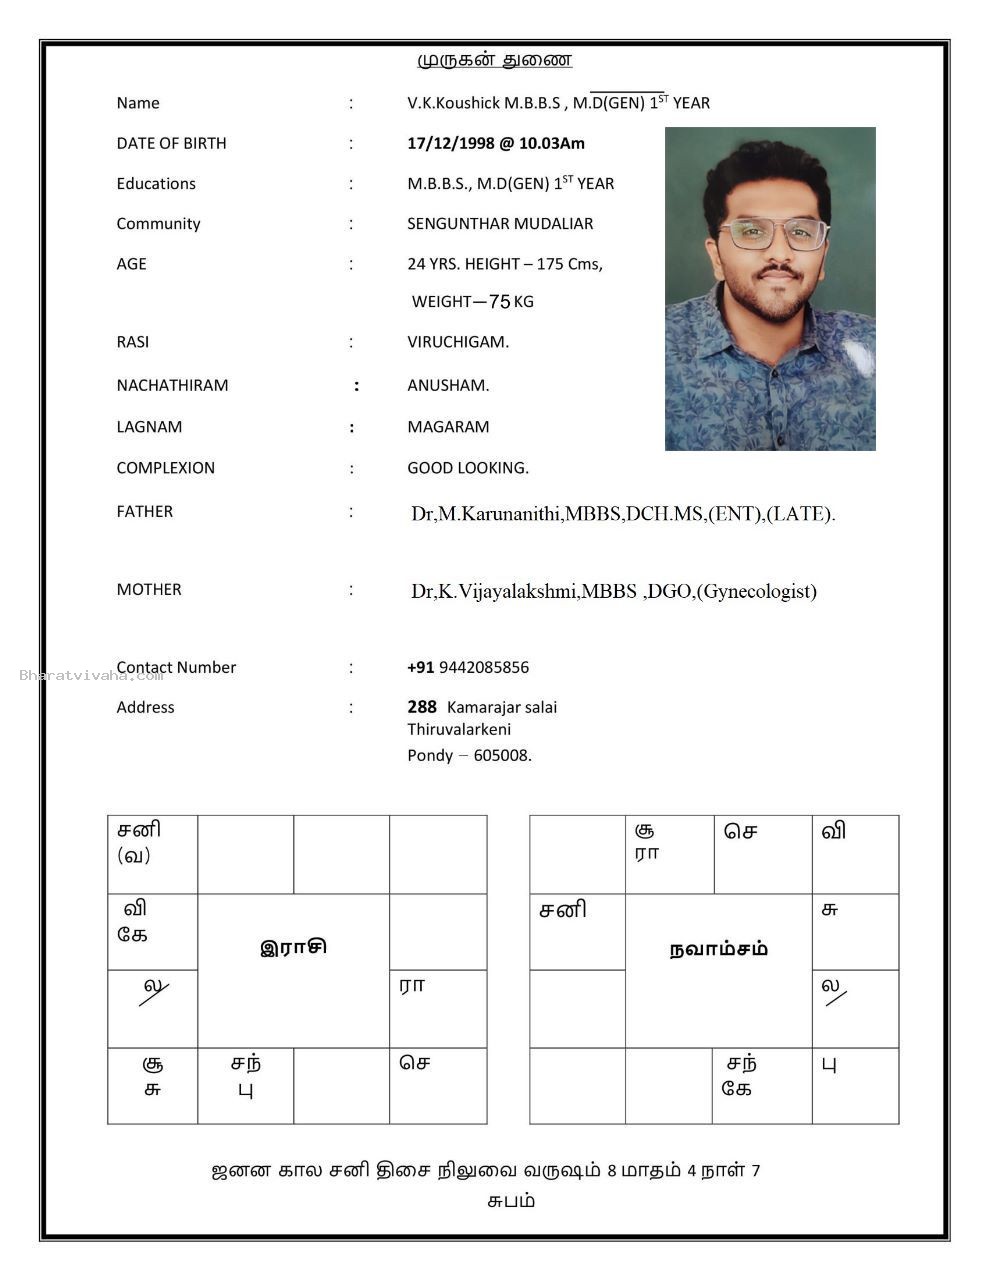 முருகன் துணை
Name : V.K.Koushick M.B.B.S , M.D(GEN) 1ST YEAR
DATE OF BIRTH : 17/12/1998 @ 10.03Am
Educations : M.B.B.S., M.D(GEN) 1ST YEAR
Community : SENGUNTHAR MUDALIAR
AGE : 24 YRS. HEIGHT – 175 Cms,
WEIGHT—75 KG
RASI : VIRUCHIGAM.
NACHATHIRAM : ANUSHAM.
LAGNAM : MAGARAM
COMPLEXION : GOOD LOOKING.
FATHER : Dr,M.Karunanithi,MBBS,DCH.MS,(ENT),(LATE).
MOTHER : Dr,K.Vijayalakshmi,MBBS ,DGO,(Gynecologist)
Contact Number : +91 9442085856
Bharatvivaha.com
Address : 288 Kamarajar salai
Thiruvalarkeni
Pondy – 605008.
சனி
(வ)
வி
கே
இராசி
ல
ரா
சூ
சு
சந்
பு
செ
சூ
ரா
செ
வி
சனி
சு
நவாம்சம்
ல
சந்
கே
பு
ஜனன கால சனி திசை நிலுவை வருஷம் 8 மாதம் 4 நாள் 7
சுபம்